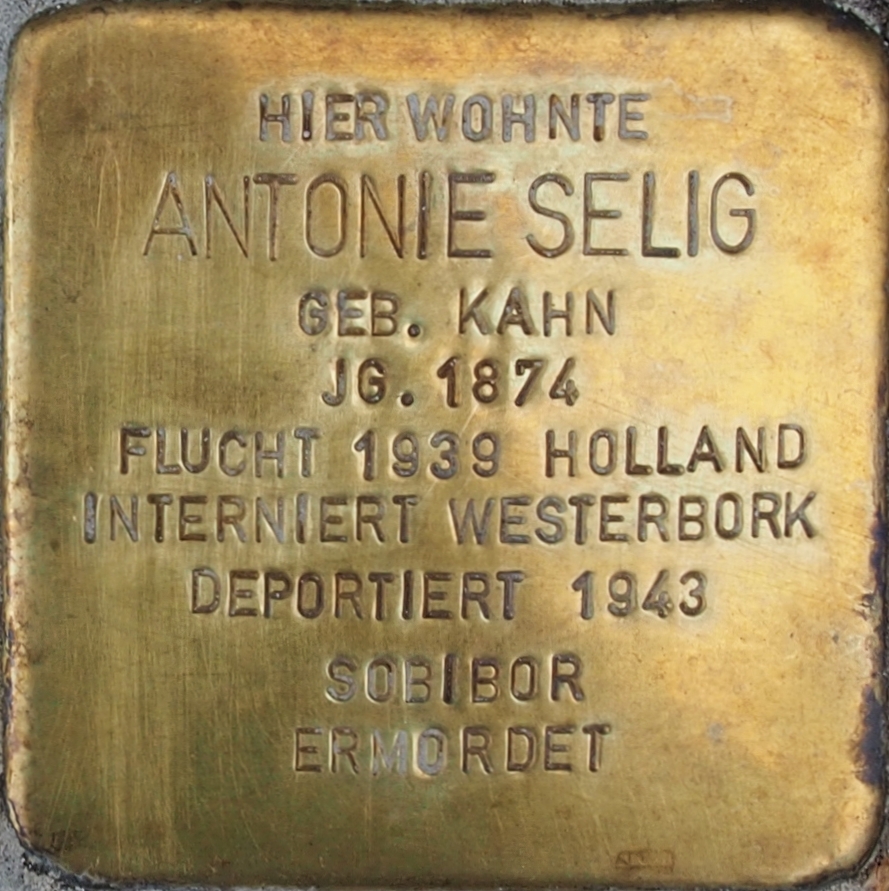 HIER WOHNTE
ANTONIE SELIG
GEB. KAHN
JG. 1874
FLUCHT 1939 HOLLAND
INTERNIERT WESTERBORK
DEPORTIERT 1943
SOBIBOR
ERMORDET